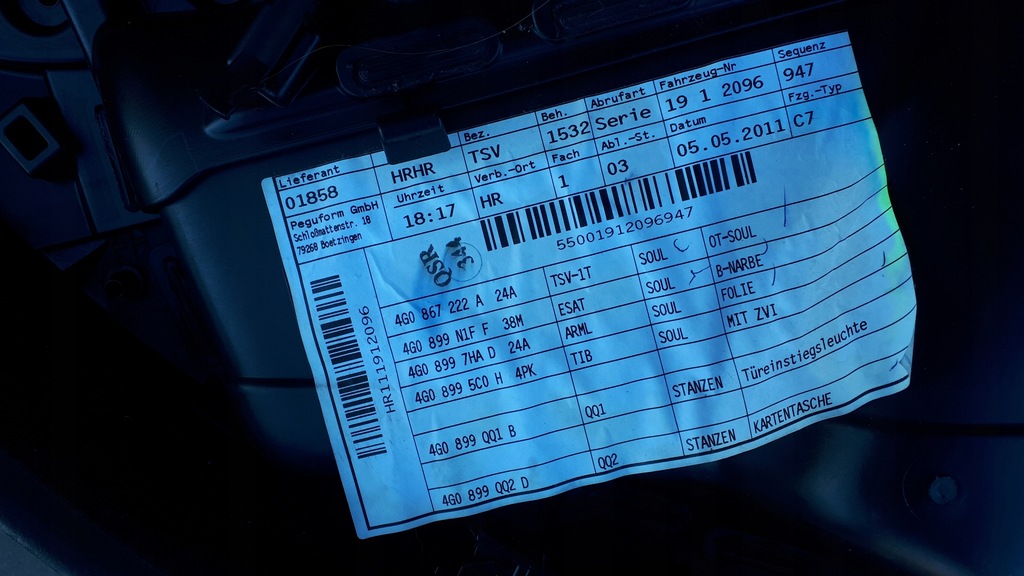 Lieferant HRHR Bez. Beh. Abrufart Fahrzeug-Nr Sequenz
01858 TSV 1532 Serie 19 1 2096 947
Peguform GmbH Uhrzeit Verb.-Ort Fach Abl.-St. Datum Fzg.-Typ
Schloßmattenstr. 18
79268 Boetzingen
18:17 HR 1 03 05.05.2011 C7
55001912096947
HR1111912096
4G0 867 222 A 24A TSV-1T SOUL OT-SOUL
4G0 899 N1F F 38M ESAT SOUL B-NARBE
4G0 899 7HA D 24A ARML SOUL FOLIE
4G0 899 5C0 H 4PK TIB SOUL MIT ZVI
4G0 899 QQ1 B QQ1 STANZEN Türeinstiegsleuchte
4G0 899 QQ2 D QQ2 STANZEN KARTENTASCHE